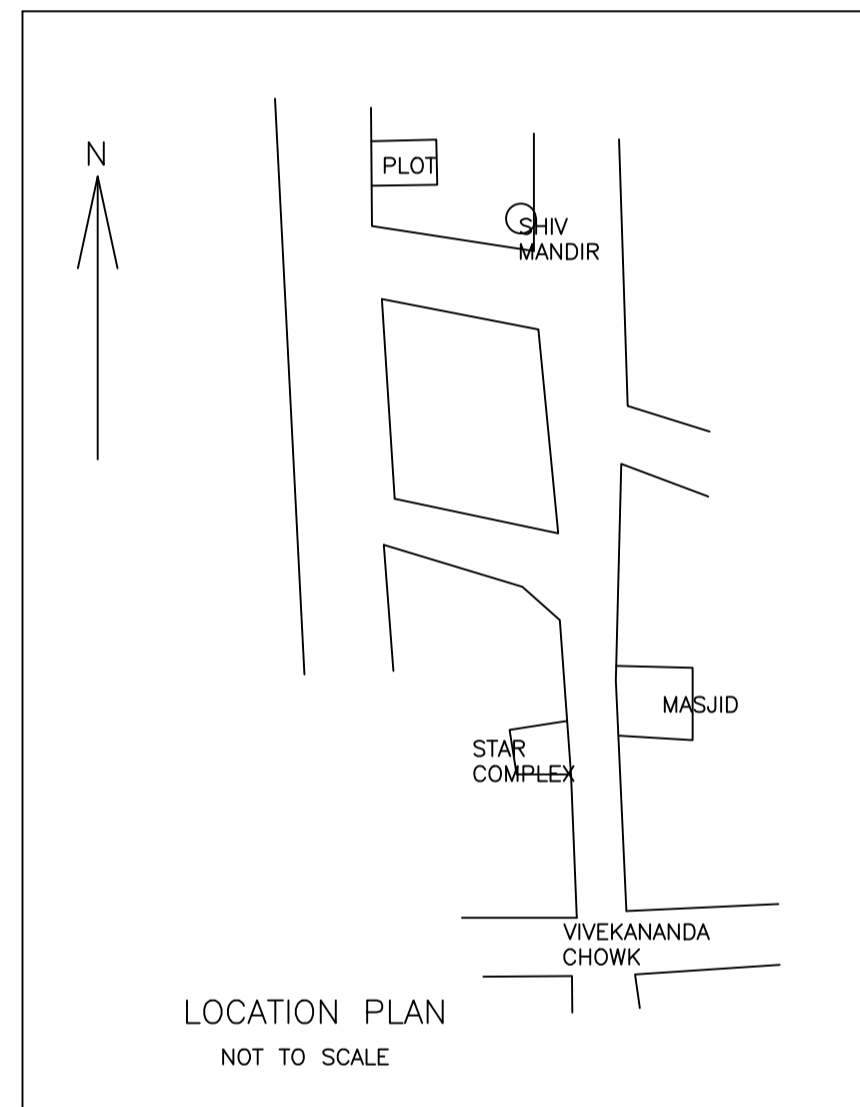 N
PLOT
SHIV
MANDIR
MASJID
STAR
COMPLEX
VIVEKANANDA
CHOWK
LOCATION PLAN
NOT TO SCALE